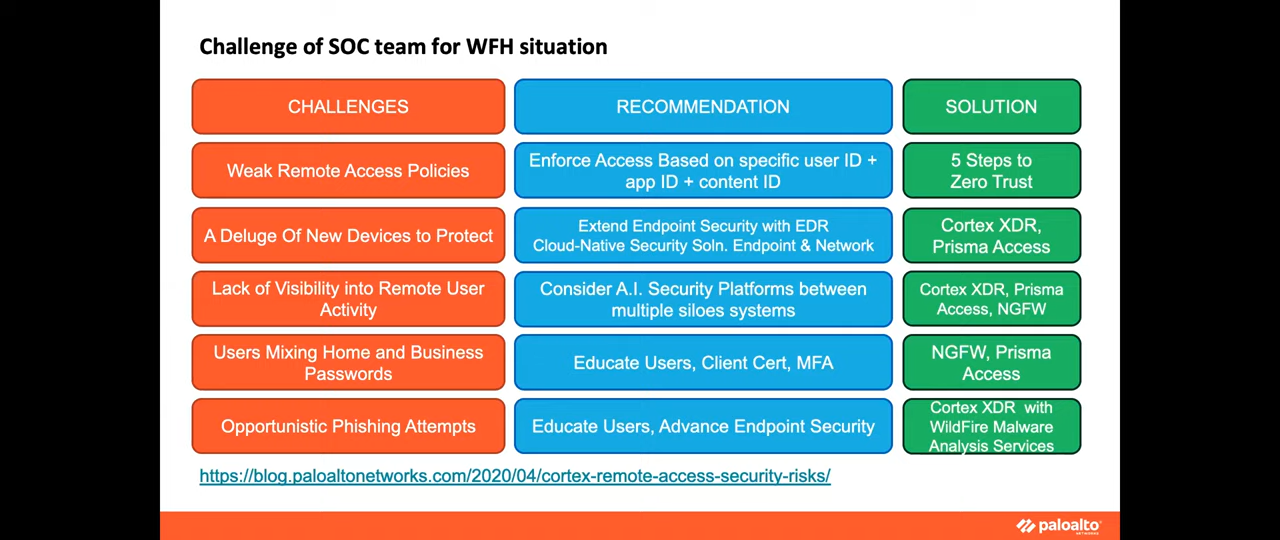 Challenge of SOC team for WFH situation
CHALLENGES
RECOMMENDATION
SOLUTION
Weak Remote Access Policies
Enforce Access Based on specific user ID +
app ID + content ID
5 Steps to
Zero Trust
A Deluge Of New Devices to Protect
Extend Endpoint Security with EDR
Cloud-Native Security Soln. Endpoint & Network
Cortex XDR,
Prisma Access
Lack of Visibility into Remote User
Activity
Consider A.I. Security Platforms between
multiple siloes systems
Cortex XDR, Prisma
Access, NGFW
Users Mixing Home and Business
Passwords
Educate Users, Client Cert, MFA
NGFW, Prisma
Access
Opportunistic Phishing Attempts
Educate Users, Advance Endpoint Security
Cortex XDR with
WildFire Malware
Analysis Services
https://blog.paloaltonetworks.com/2020/04/cortex-remote-access-security-risks/
paloalto
NETWORKS